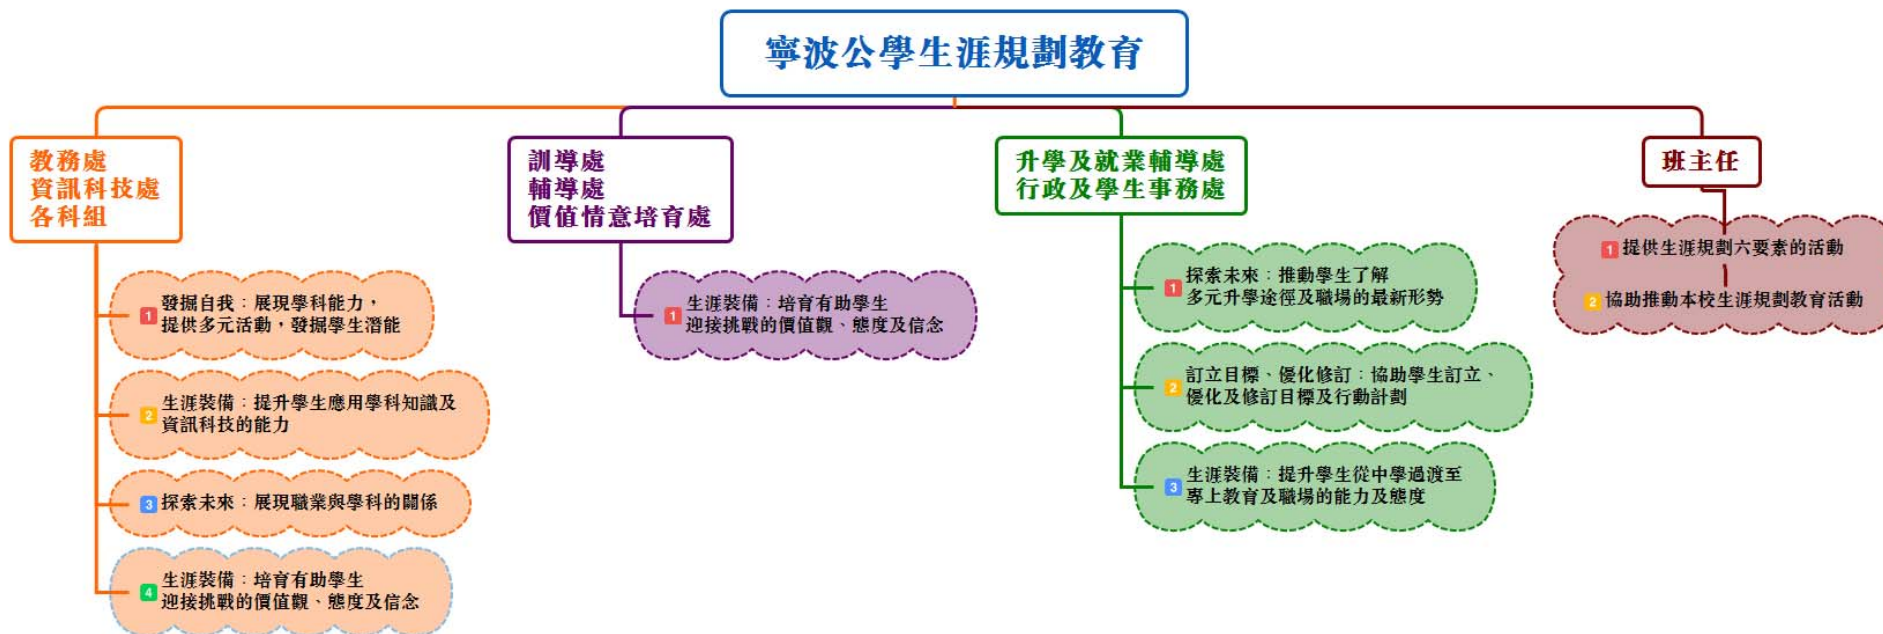 寧波公學生涯規劃教育
教務處
資訊科技處
各科組
1 發掘自我：展現學科能力，
提供多元活動，發掘學生潛能
2 生涯裝備：提升學生應用學科知識及
資訊科技的能力
3 探索未來：展現職業與學科的關係
4 生涯裝備：培育有助學生
迎接挑戰的價值觀、態度及信念
訓導處
輔導處
價值情意培育處
1 生涯裝備：培育有助學生
迎接挑戰的價值觀、態度及信念
升學及就業輔導處
行政及學生事務處
1 探索未來：推動學生了解
多元升學途徑及職場的最新形勢
2 訂立目標、優化修訂：協助學生訂立、
優化及修訂目標及行動計劃
3 生涯裝備：提升學生從中學過渡至
專上教育及職場的能力及態度
班主任
1 提供生涯規劃六要素的活動
2 協助推動本校生涯規劃教育活動